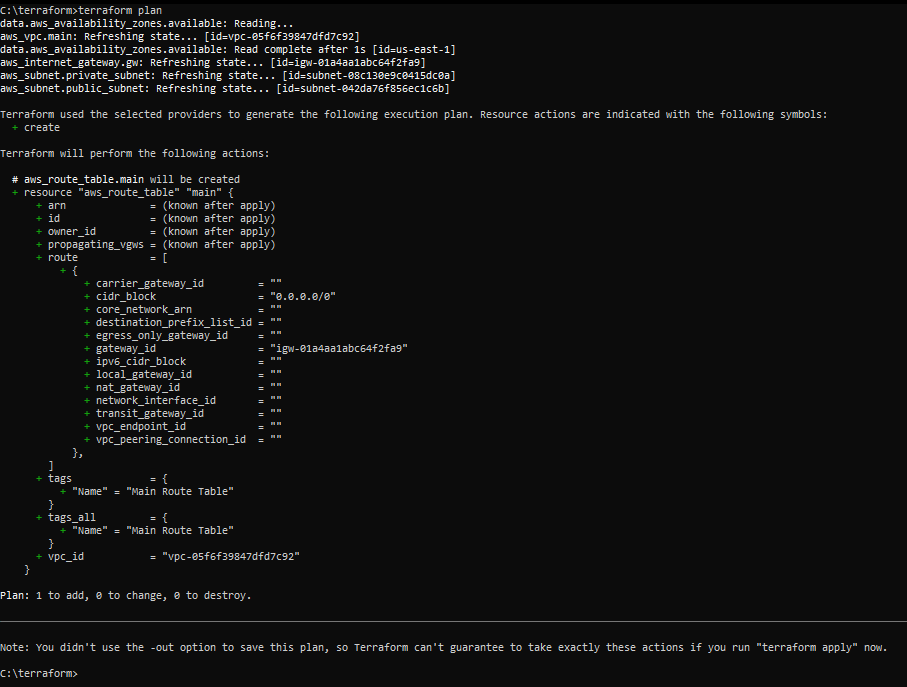 C:\terraform>terraform plan
data.aws_availability_zones.available: Reading...
aws_vpc.main: Refreshing state... [id=vpc-05f6f39847dfd7c92]
data.aws_availability_zones.available: Read complete after 1s [id=us-east-1]
aws_internet_gateway.gw: Refreshing state... [id=igw-01a4aa1abc64f2fa9]
aws_subnet.private_subnet: Refreshing state... [id=subnet-08c130e9c0415dc0a]
aws_subnet.public_subnet: Refreshing state... [id=subnet-042da76f856ec1c6b]

Terraform used the selected providers to generate the following execution plan. Resource actions are indicated with the following symbols:
  + create

Terraform will perform the following actions:

  # aws_route_table.main will be created
  + resource "aws_route_table" "main" {
      + arn              = (known after apply)
      + id               = (known after apply)
      + owner_id         = (known after apply)
      + propagating_vgws = (known after apply)
      + route            = [
          + {
              + carrier_gateway_id         = ""
              + cidr_block                 = "0.0.0.0/0"
              + core_network_arn           = ""
              + destination_prefix_list_id = ""
              + egress_only_gateway_id     = ""
              + gateway_id                 = "igw-01a4aa1abc64f2fa9"
              + ipv6_cidr_block            = ""
              + local_gateway_id           = ""
              + nat_gateway_id             = ""
              + network_interface_id       = ""
              + transit_gateway_id         = ""
              + vpc_endpoint_id            = ""
              + vpc_peering_connection_id  = ""
            },
        ]
      + tags             = {
          + "Name" = "Main Route Table"
        }
      + tags_all         = {
          + "Name" = "Main Route Table"
        }
      + vpc_id           = "vpc-05f6f39847dfd7c92"
    }

Plan: 1 to add, 0 to change, 0 to destroy.

Note: You didn't use the -out option to save this plan, so Terraform can't guarantee to take exactly these actions if you run "terraform apply" now.

C:\terraform>